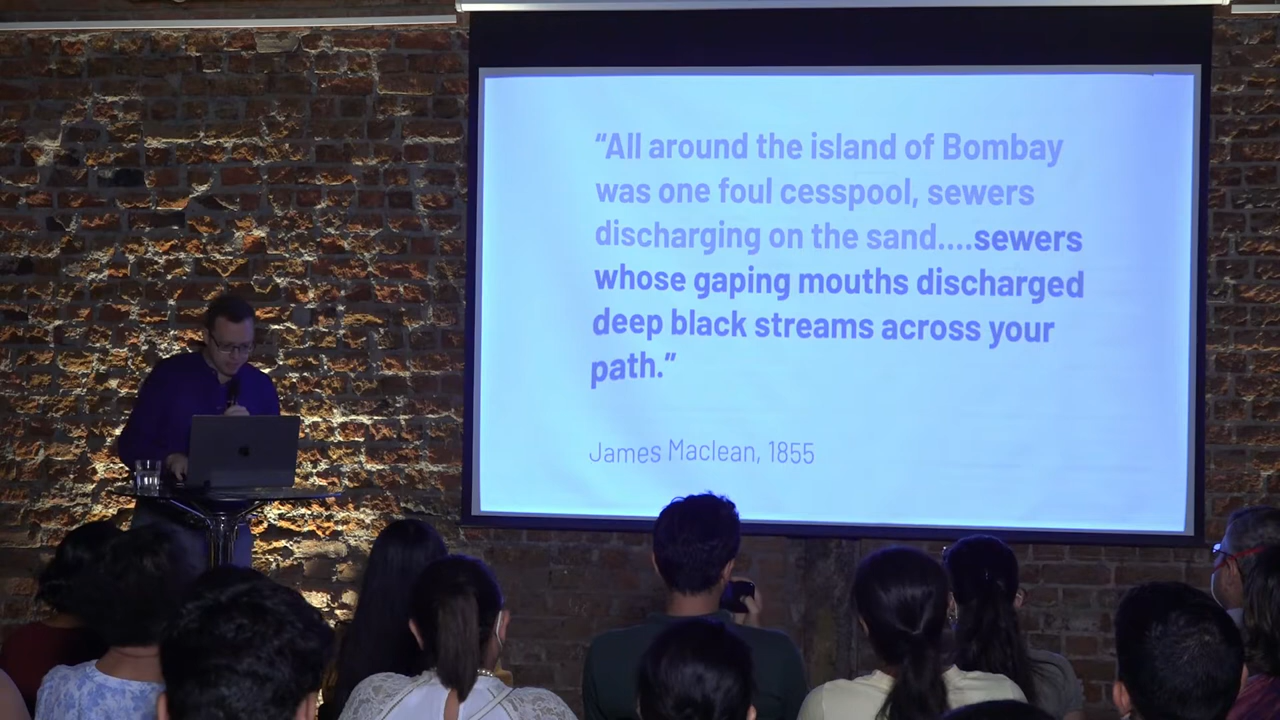 “All around the island of Bombay
was one foul cesspool, sewers
discharging on the sand....sewers
whose gaping mouths discharged
deep black streams across your
path.”
James Maclean, 1855